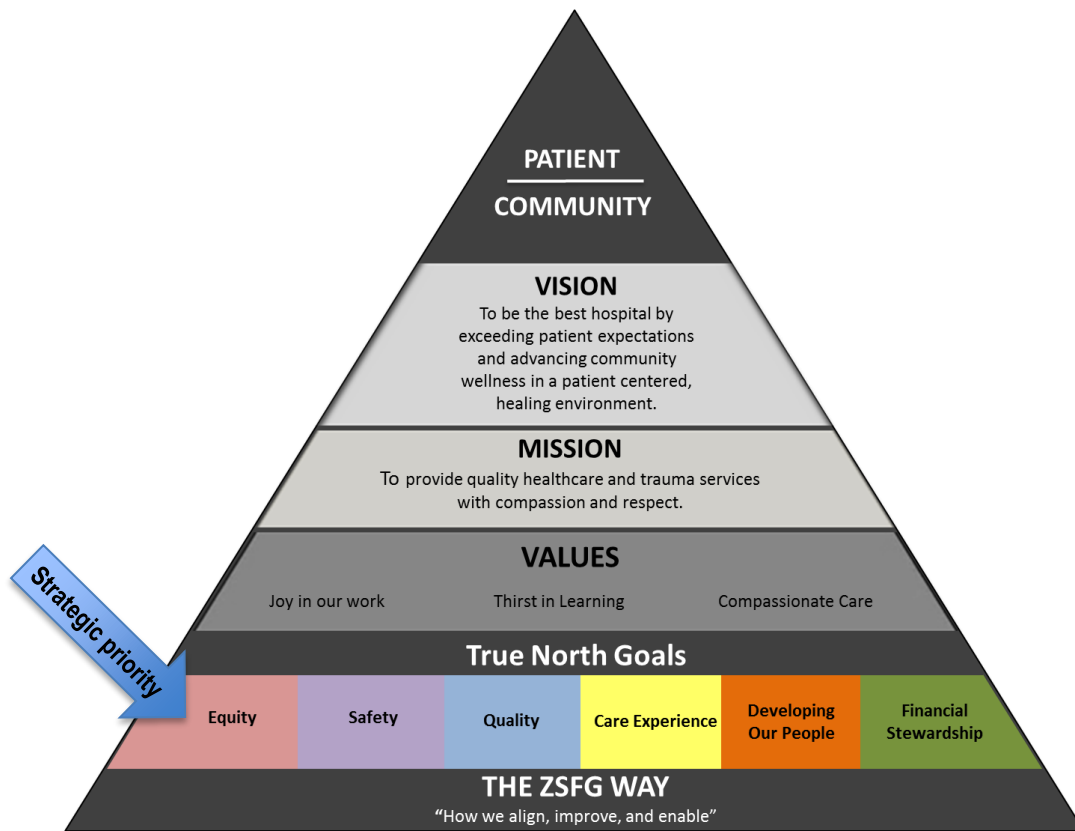 PATIENT
COMMUNITY
VISION
To be the best hospital by
exceeding patient expectations
and advancing community
wellness in a patient centered,
healing environment.
MISSION
To provide quality healthcare and trauma services
with compassion and respect.
VALUES
Joy in our work
Thirst in Learning
Compassionate Care
Strategic priority
True North Goals
Equity
Safety
Quality
Care Experience
Developing
Our People
Financial
Stewardship
THE ZSFG WAY
“How we align, improve, and enable”